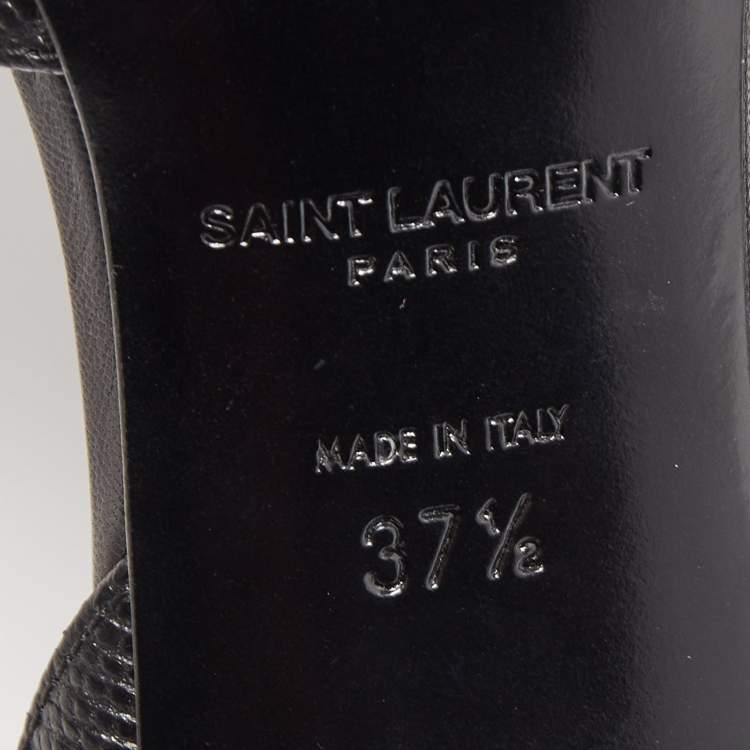 SAINT LAURENT
PARIS
MADE IN ITALY
37½